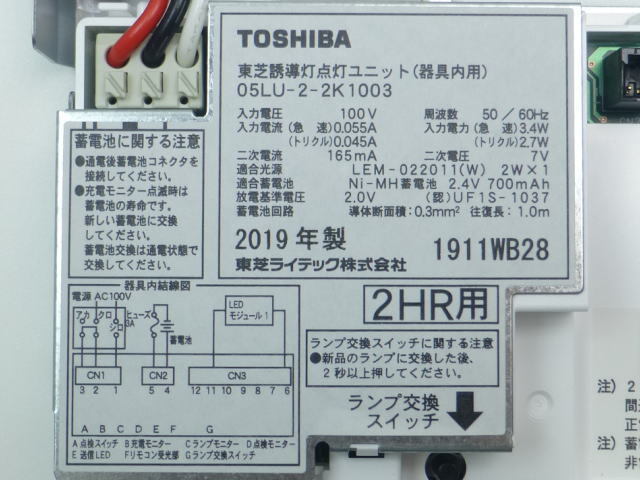 TOSHIBA
東芝誘導灯点灯ユニット(器具内用)
05LU-2-2K1003
入力電圧 100V 周波数 50/60Hz
入力電流(急速)0.055A 入力電力(急速)3.4W
(トリクル)0.045A (トリクル)2.7W
二次電流 165mA 二次電圧 7V
適合光源 LEM-022011(W) 2W×1
適合蓄電池 Ni-MH蓄電池 2.4V 700mAh
放電基準電圧 2.0V (認)UF1S-1037
蓄電池回路 導体断面積:0.3mm² 往復長:1.0m
2019年製 1911WB28
東芝ライテック株式会社
蓄電池に関する注意
●通電後蓄電池コネクタを
接続してください。
●充電モニター点滅時は
蓄電池の寿命です。
新しい蓄電池に交換
してください。
蓄電池交換は通電状態で
交換してください。
器具内結線図
電源 AC100V
アカ クロ シロ
ヒューズ
3A
蓄電池
LED
モジュール1
CN1 CN2 CN3
3 2 1 5 4 12 11 10 9 8 7 6
A B C D E F G
A点検スイッチ B充電モニター Cランプモニター D点検モニター
E送信LED Fリモコン受光部 Gランプ交換スイッチ
2HR用
ランプ交換スイッチに関する注意
●新品のランプに交換した後、
2秒以上押してください。
ランプ交換
スイッチ
注) 2
間
正
注) 蓄
非